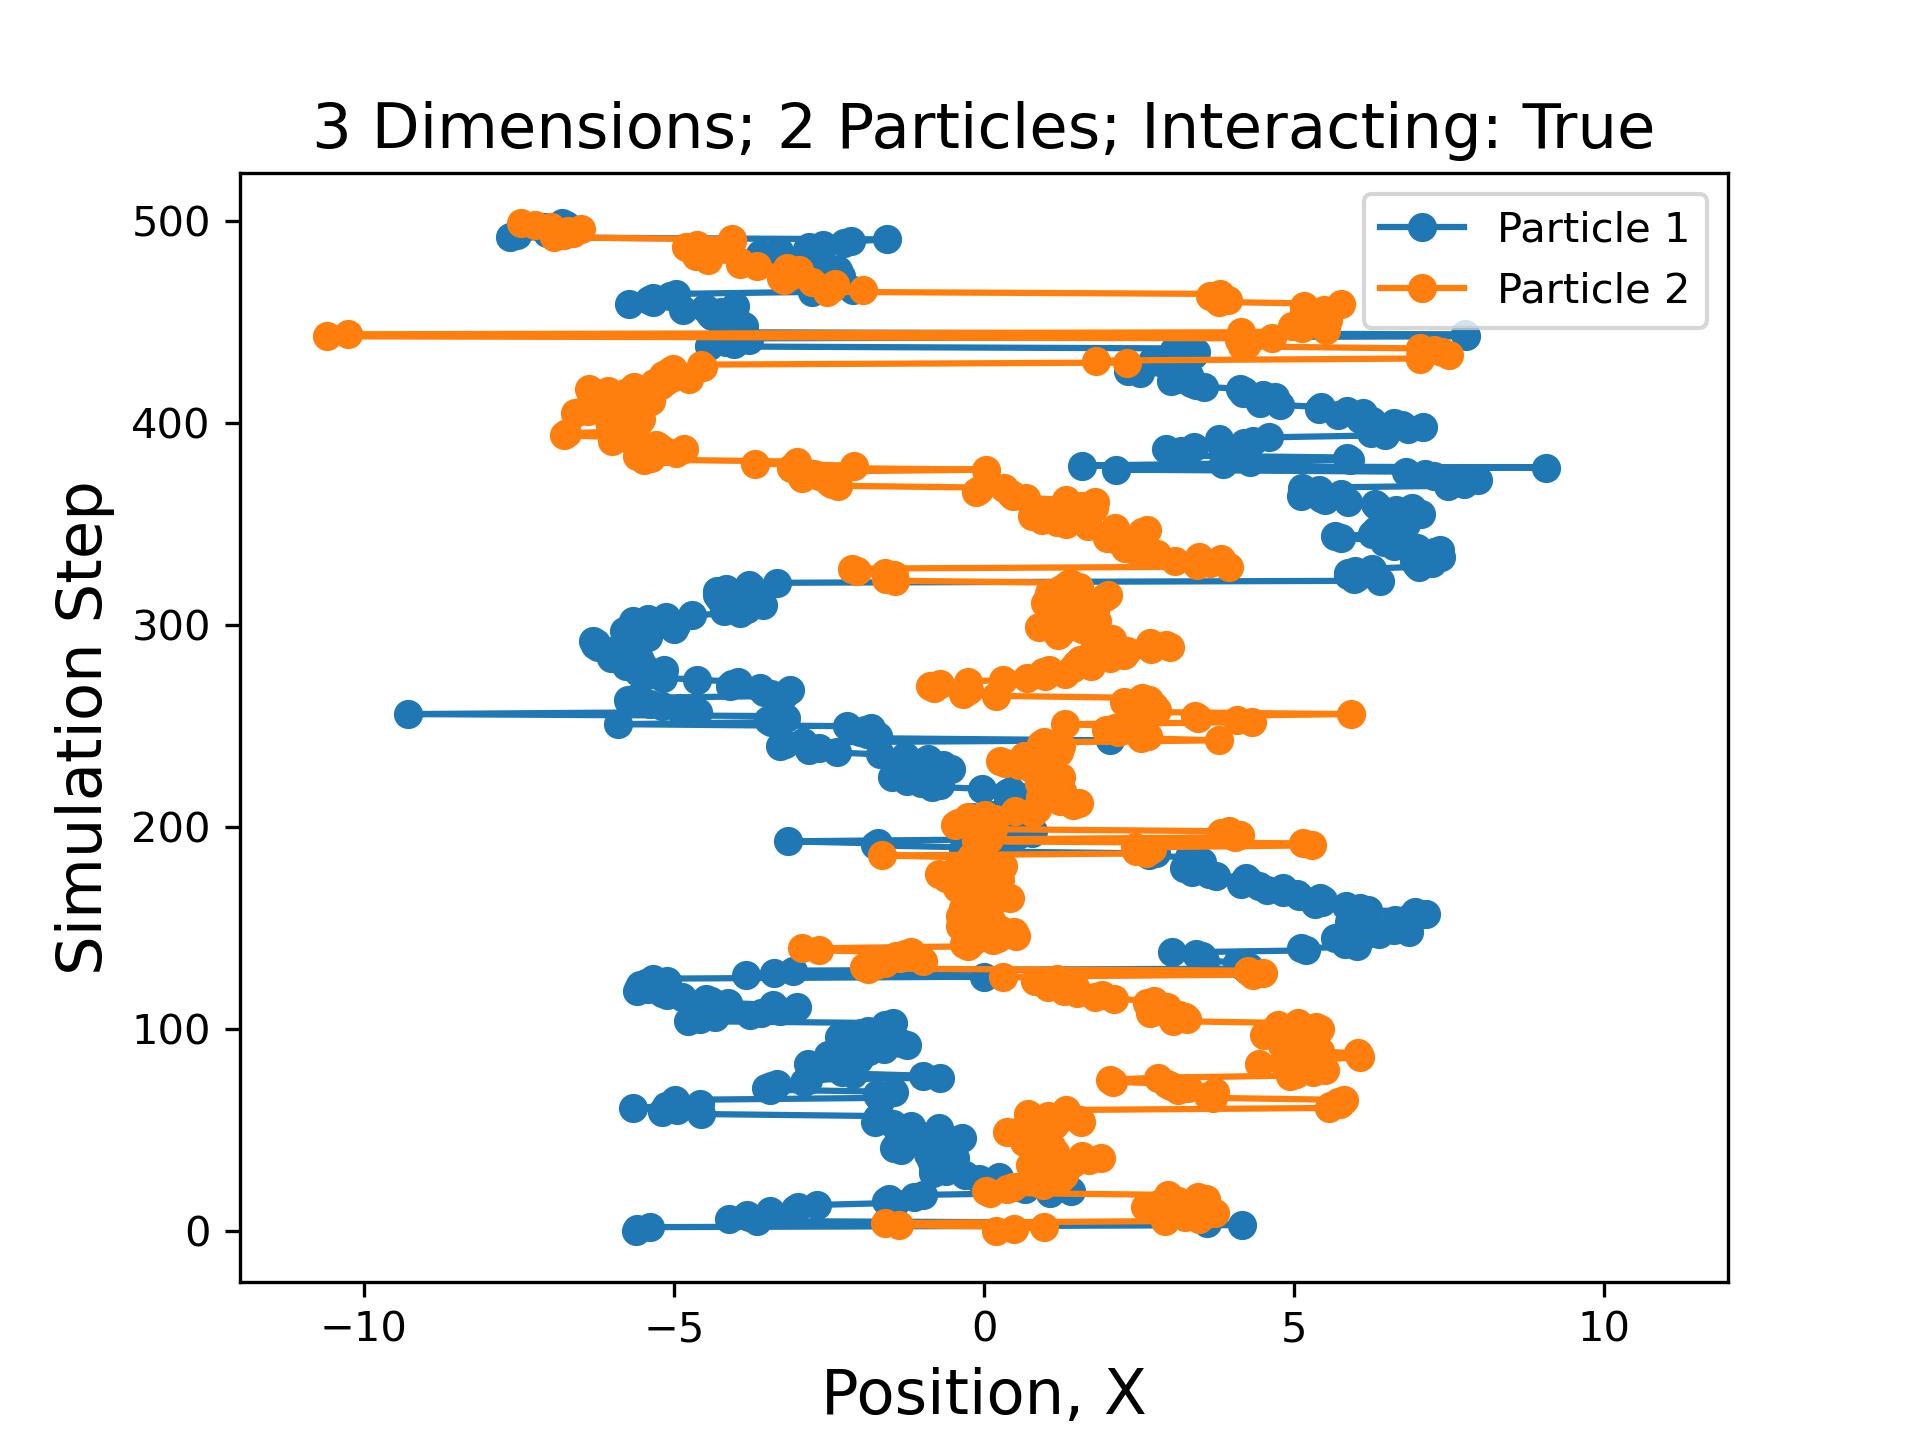 3 Dimensions; 2 Particles; Interacting: True
Particle 1
Particle 2
Simulation Step
500
400
300
200
100
0
−10
−5
0
5
10
Position, X